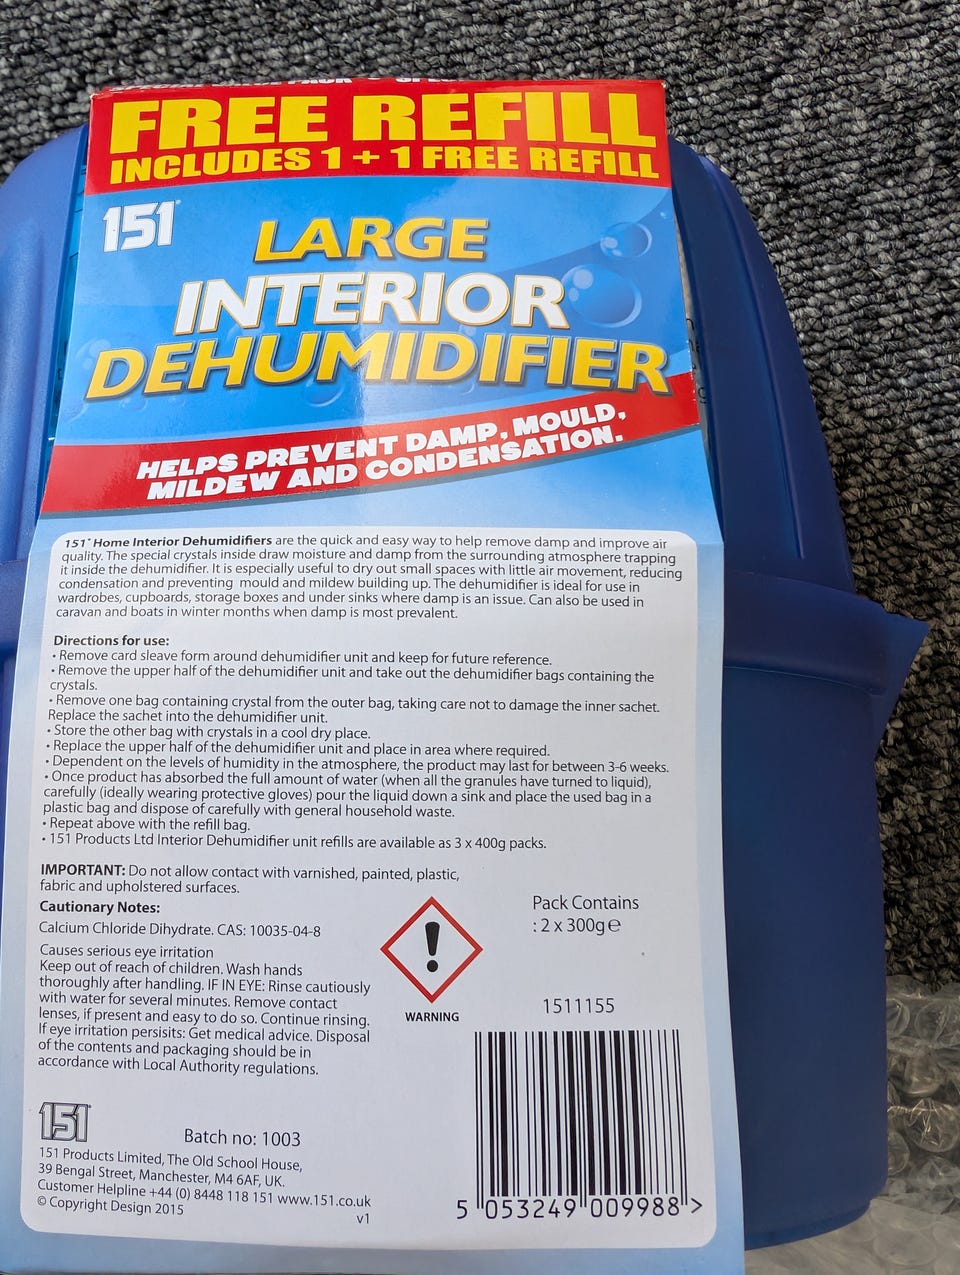 FREE REFILL
INCLUDES 1 + 1 FREE REFILL
151
LARGE
INTERIOR
DEHUMIDIFIER
HELPS PREVENT DAMP, MOULD,
MILDEW AND CONDENSATION.
151® Home Interior Dehumidifiers are the quick and easy way to help remove damp and improve air
quality. The special crystals inside draw moisture and damp from the surrounding atmosphere trapping
it inside the dehumidifier. It is especially useful to dry out small spaces with little air movement, reducing
condensation and preventing mould and mildew building up. The dehumidifier is ideal for use in
wardrobes, cupboards, storage boxes and under sinks where damp is an issue. Can also be used in
caravan and boats in winter months when damp is most prevalent.
Directions for use:
• Remove card sleave form around dehumidifier unit and keep for future reference.
• Remove the upper half of the dehumidifier unit and take out the dehumidifier bags containing the
crystals.
• Remove one bag containing crystal from the outer bag, taking care not to damage the inner sachet.
Replace the sachet into the dehumidifier unit.
• Store the other bag with crystals in a cool dry place.
• Replace the upper half of the dehumidifier unit and place in area where required.
• Dependent on the levels of humidity in the atmosphere, the product may last for between 3-6 weeks.
• Once product has absorbed the full amount of water (when all the granules have turned to liquid),
carefully (ideally wearing protective gloves) pour the liquid down a sink and place the used bag in a
plastic bag and dispose of carefully with general household waste.
• Repeat above with the refill bag.
• 151 Products Ltd Interior Dehumidifier unit refills are available as 3 x 400g packs.
IMPORTANT: Do not allow contact with varnished, painted, plastic,
fabric and upholstered surfaces.
Cautionary Notes:
Calcium Chloride Dihydrate. CAS: 10035-04-8
Causes serious eye irritation
Keep out of reach of children. Wash hands
thoroughly after handling. IF IN EYE: Rinse cautiously
with water for several minutes. Remove contact
lenses, if present and easy to do so. Continue rinsing.
If eye irritation persisits: Get medical advice. Disposal
of the contents and packaging should be in
accordance with Local Authority regulations.
WARNING
Pack Contains
: 2 x 300g e
1511155
151
Batch no: 1003
151 Products Limited, The Old School House,
39 Bengal Street, Manchester, M4 6AF, UK.
Customer Helpline +44 (0) 8448 118 151 www.151.co.uk
© Copyright Design 2015
v1
5 053249 009988 >